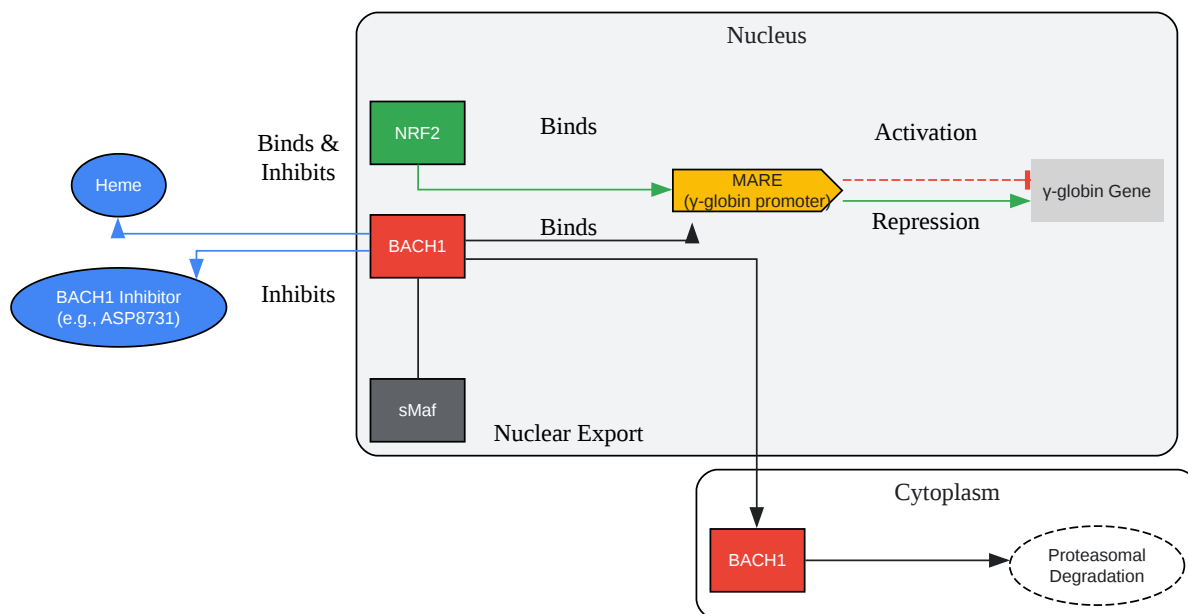 Nucleus
NRF2
Binds
Activation
Binds &
Inhibits
Heme
MARE
(γ-globin promoter)
γ-globin Gene
Repression
BACH1
Binds
BACH1 Inhibitor
(e.g., ASP8731)
Inhibits
sMaf
Nuclear Export
Cytoplasm
BACH1
Proteasomal
Degradation